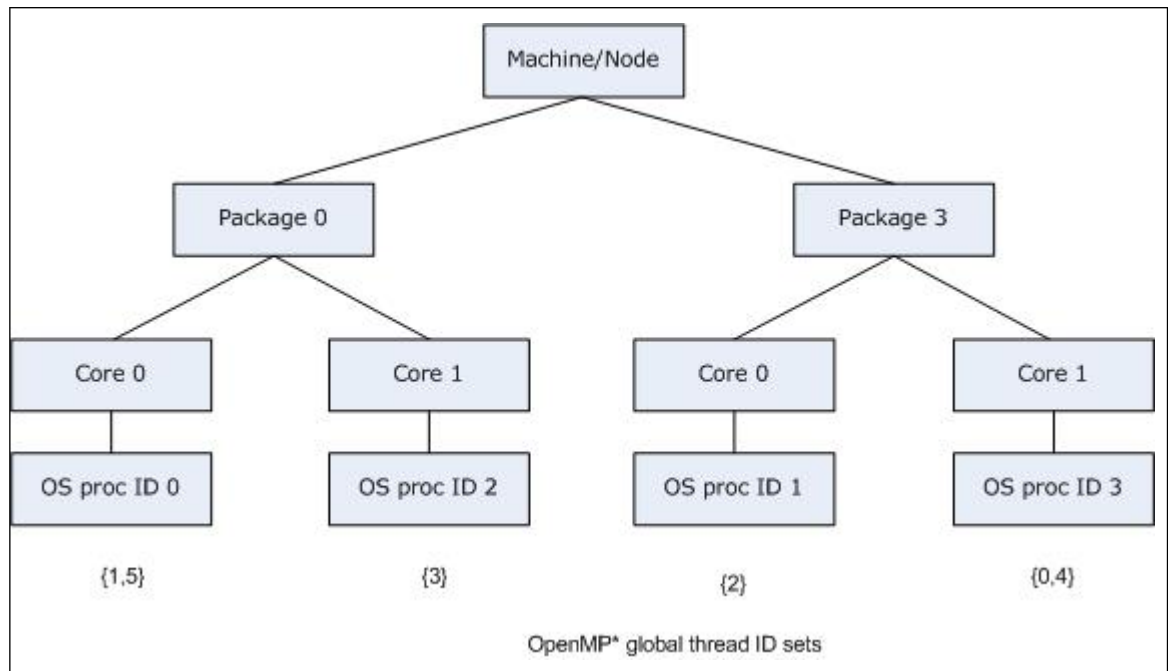 Machine/Node
Package 0
Package 3
Core 0
Core 1
Core 0
Core 1
OS proc ID 0
OS proc ID 2
OS proc ID 1
OS proc ID 3
{1,5}
{3}
{2}
{0,4}
OpenMP* global thread ID sets